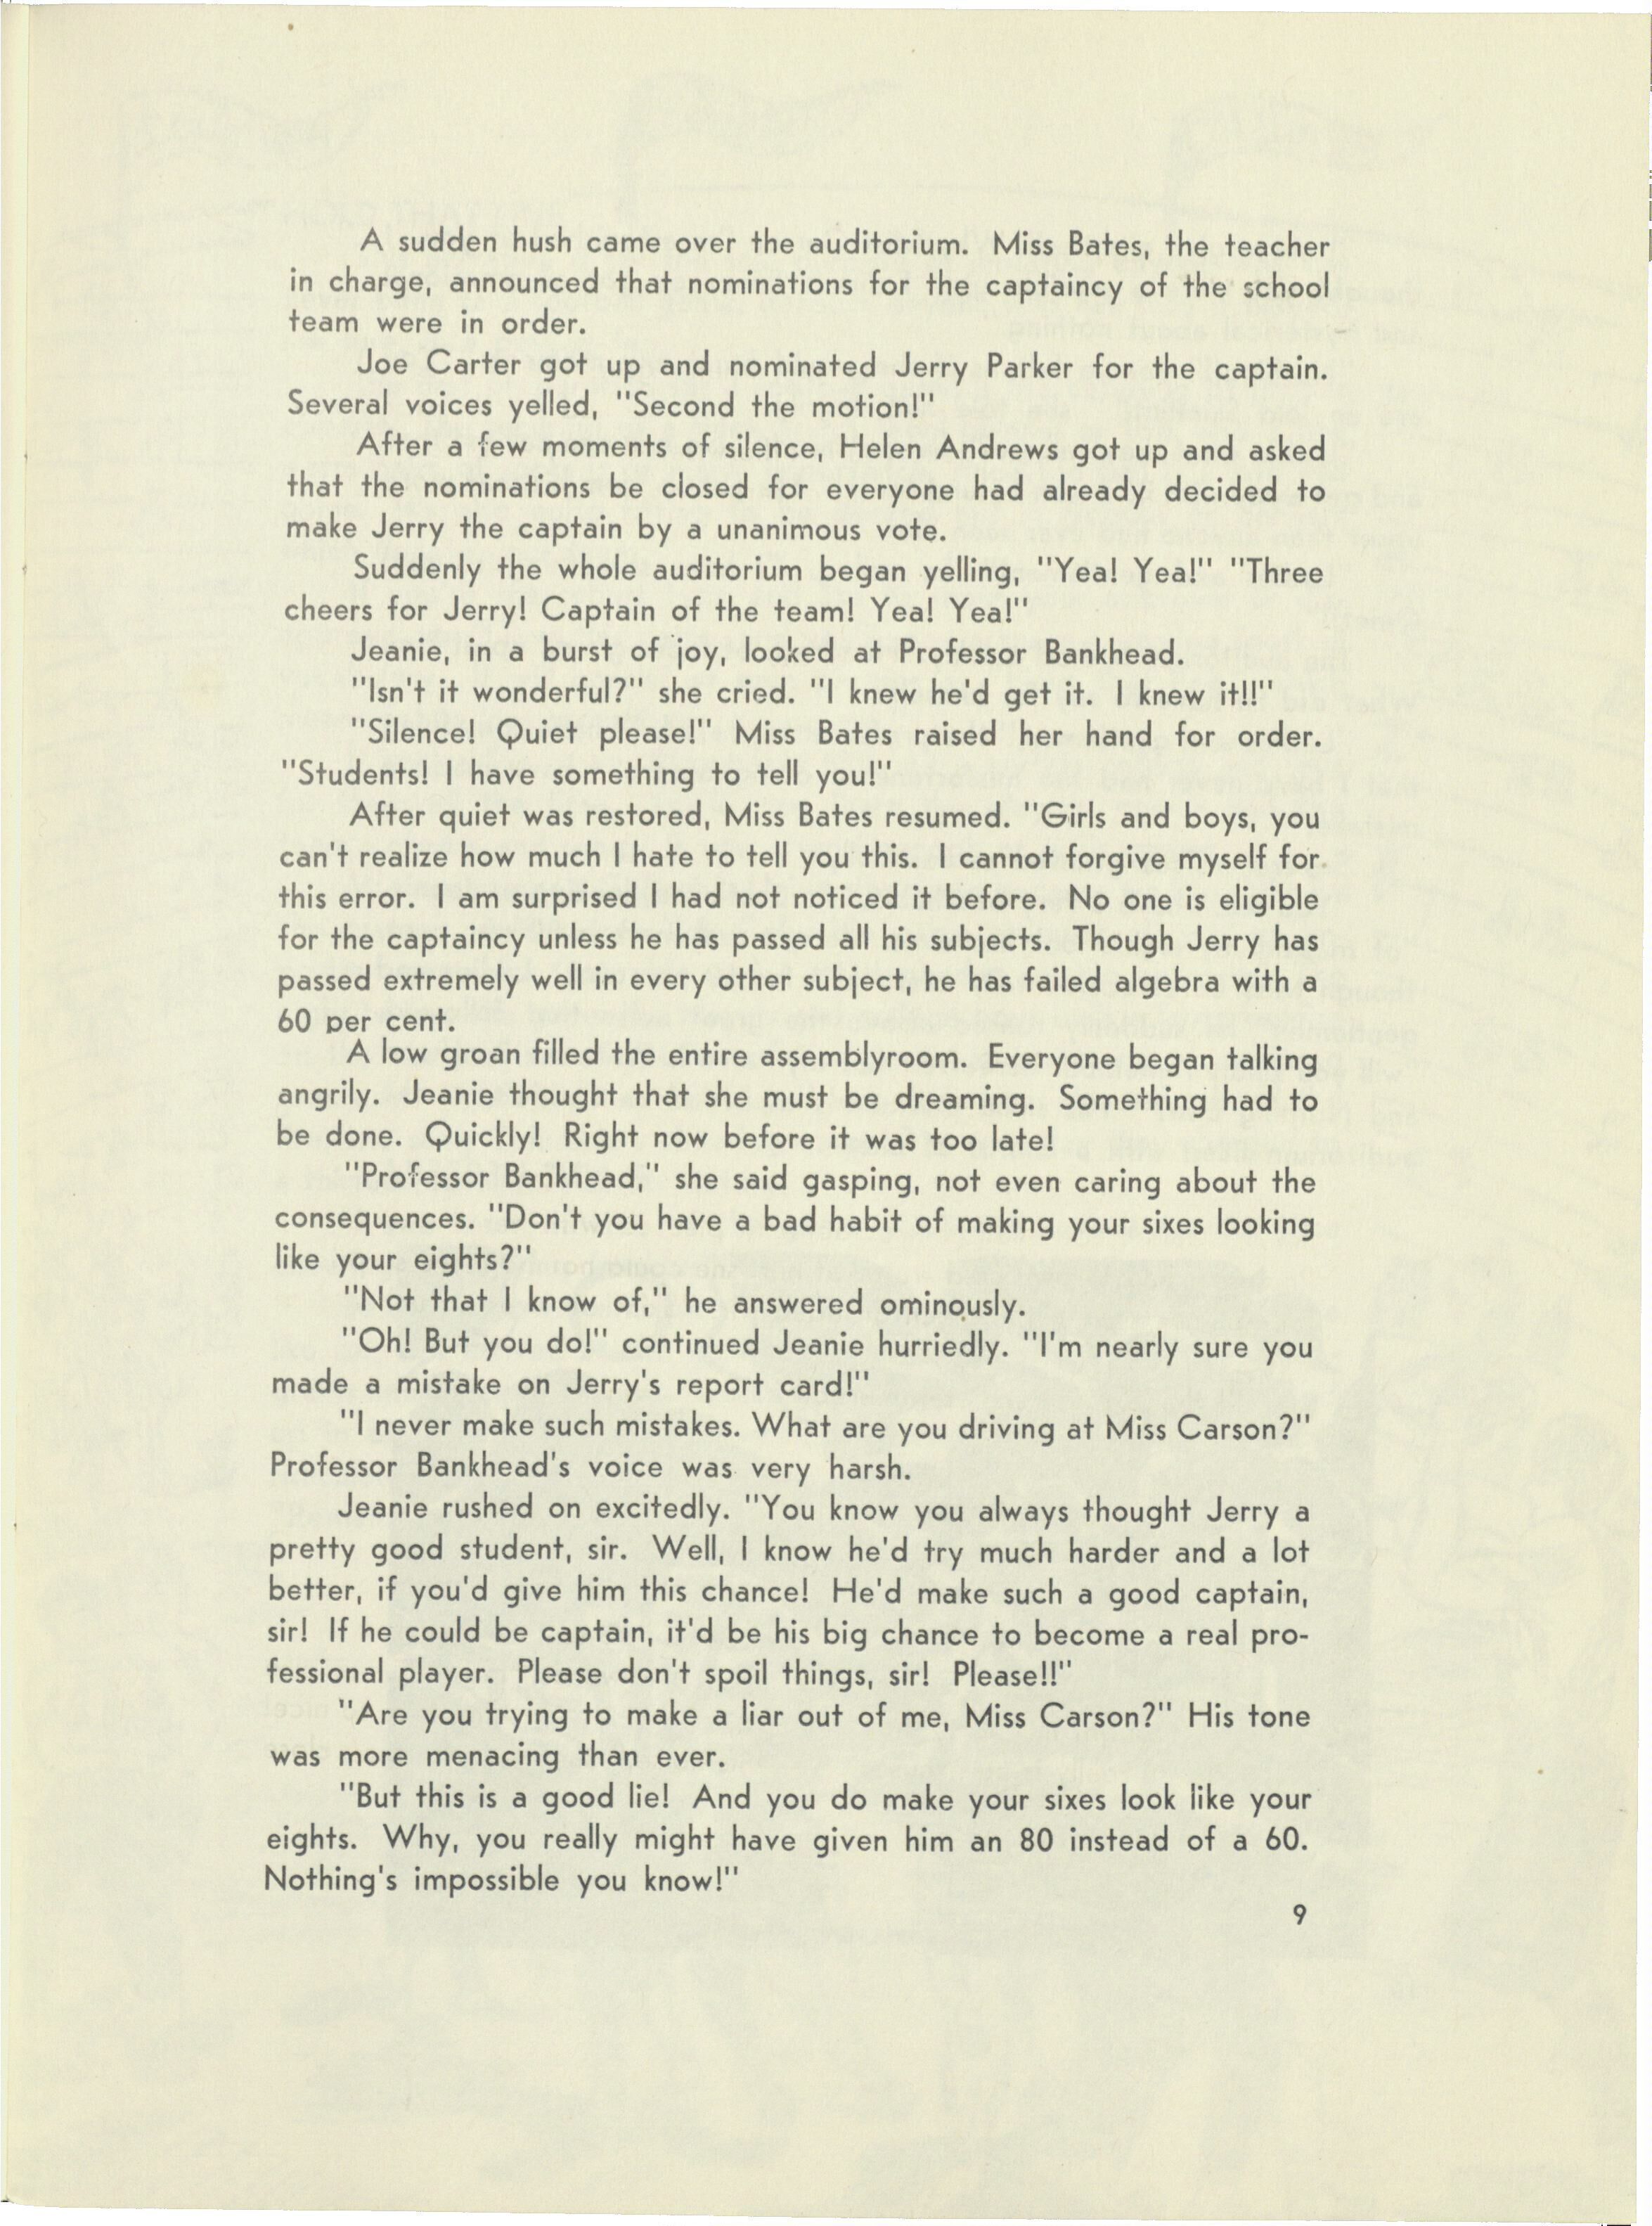 A sudden hush came over the auditorium. Miss Bates, the teacher
in charge, announced that nominations for the captaincy of the school
team were in order.
Joe Carter got up and nominated Jerry Parker for the captain.
Several voices yelled, "Second the motion!"
After a few moments of silence, Helen Andrews got up and asked
that the nominations be closed for everyone had already decided to
make Jerry the captain by a unanimous vote.
Suddenly the whole auditorium began yelling, "Yea! Yea!" "Three
cheers for Jerry! Captain of the team! Yea! Yea!"
Jeanie, in a burst of joy, looked at Professor Bankhead.
"Isn't it wonderful?" she cried. "I knew he'd get it. I knew it!!"
"Silence! Quiet please!" Miss Bates raised her hand for order.
"Students! I have something to tell you!"
After quiet was restored, Miss Bates resumed. "Girls and boys, you
can't realize how much I hate to tell you this. I cannot forgive myself for
this error. I am surprised I had not noticed it before. No one is eligible
for the captaincy unless he has passed all his subjects. Though Jerry has
passed extremely well in every other subject, he has failed algebra with a
60 per cent.
A low groan filled the entire assemblyroom. Everyone began talking
angrily. Jeanie thought that she must be dreaming. Something had to
be done. Quickly! Right now before it was too late!
"Professor Bankhead," she said gasping, not even caring about the
consequences. "Don't you have a bad habit of making your sixes looking
like your eights?"
"Not that I know of," he answered ominously.
"Oh! But you do!" continued Jeanie hurriedly. "I'm nearly sure you
made a mistake on Jerry's report card!"
"I never make such mistakes. What are you driving at Miss Carson?"
Professor Bankhead's voice was very harsh.
Jeanie rushed on excitedly. "You know you always thought Jerry a
pretty good student, sir. Well, I know he'd try much harder and a lot
better, if you'd give him this chance! He'd make such a good captain,
sir! If he could be captain, it'd be his big chance to become a real pro-
fessional player. Please don't spoil things, sir! Please!!"
"Are you trying to make a liar out of me, Miss Carson?" His tone
was more menacing than ever.
"But this is a good lie! And you do make your sixes look like your
eights. Why, you really might have given him an 80 instead of a 60.
Nothing's impossible you know!"
9